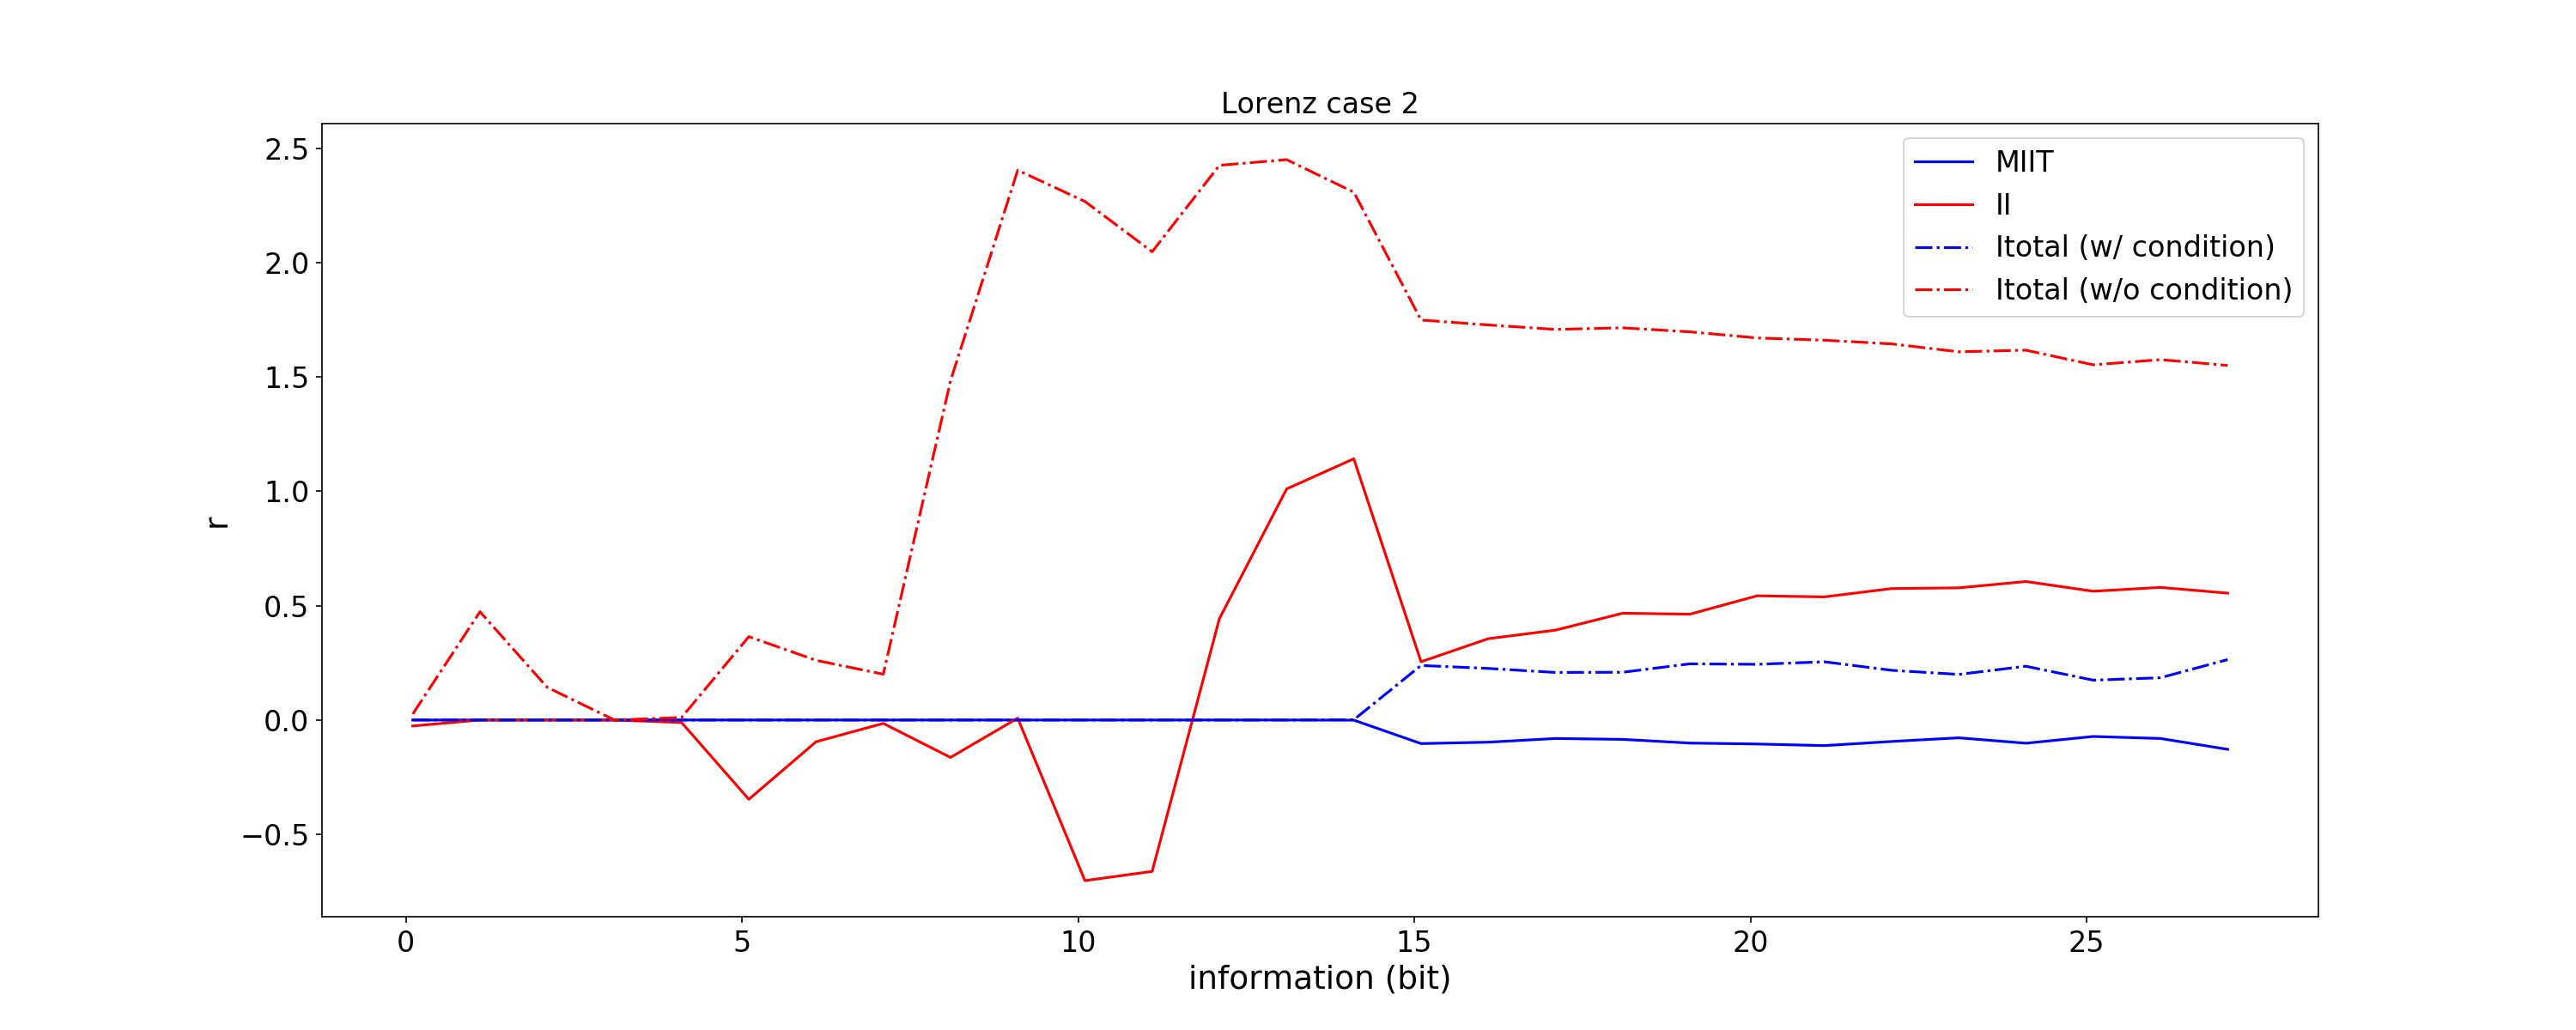 Lorenz case 2
2.5
2.0
1.5
1.0
0.5
0.0
−0.5
r
MIIT
II
Itotal (w/ condition)
Itotal (w/o condition)
0 5 10 15 20 25
information (bit)